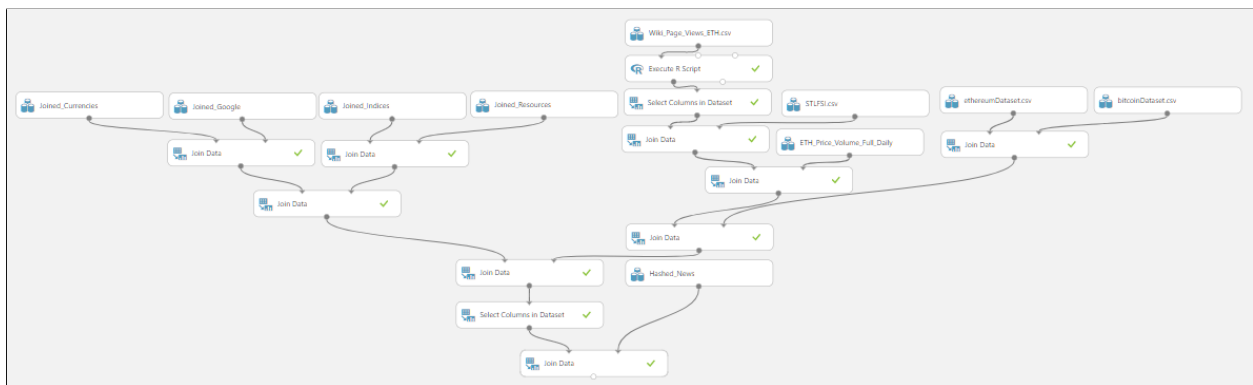 Wiki_Page_Views_ETH.csv
Execute R Script
Joined_Currencies
Joined_Google
Joined_Indices
Joined_Resources
Select Columns in Dataset
STLFSI.csv
ethereumDataset.csv
bitcoinDataset.csv
Join Data
Join Data
Join Data
ETH_Price_Volume_Full_Daily
Join Data
Join Data
Join Data
Join Data
Join Data
Hashed_News
Select Columns in Dataset
Join Data